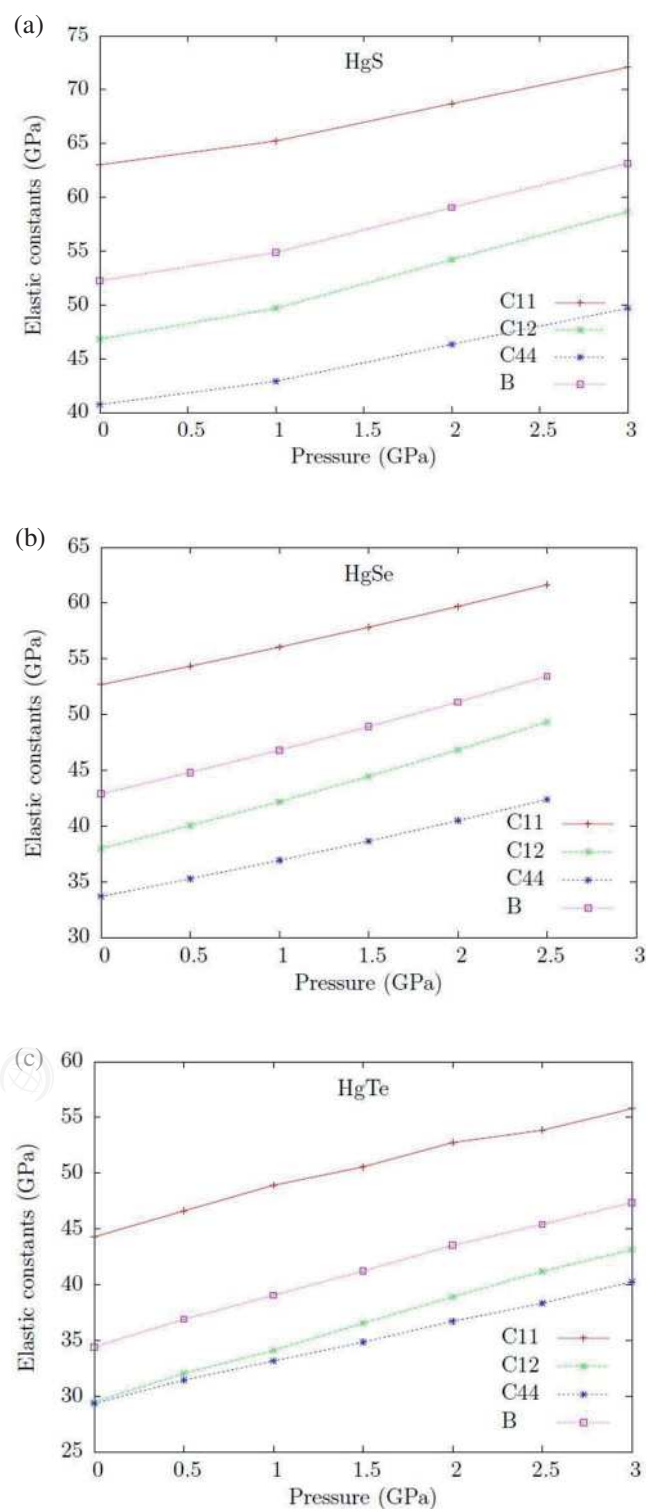 (a)
HgS
75
70
65
60
55
50
45
40
Elastic constants (GPa)
C11
C12
C44
B
0 0.5 1 1.5 2 2.5 3
Pressure (GPa)
(b)
HgSe
65
60
55
50
45
40
35
30
Elastic constants (GPa)
C11
C12
C44
B
0 0.5 1 1.5 2 2.5 3
Pressure (GPa)
(c)
HgTe
60
55
50
45
40
35
30
25
Elastic constants (GPa)
C11
C12
C44
B
0 0.5 1 1.5 2 2.5 3
Pressure (GPa)